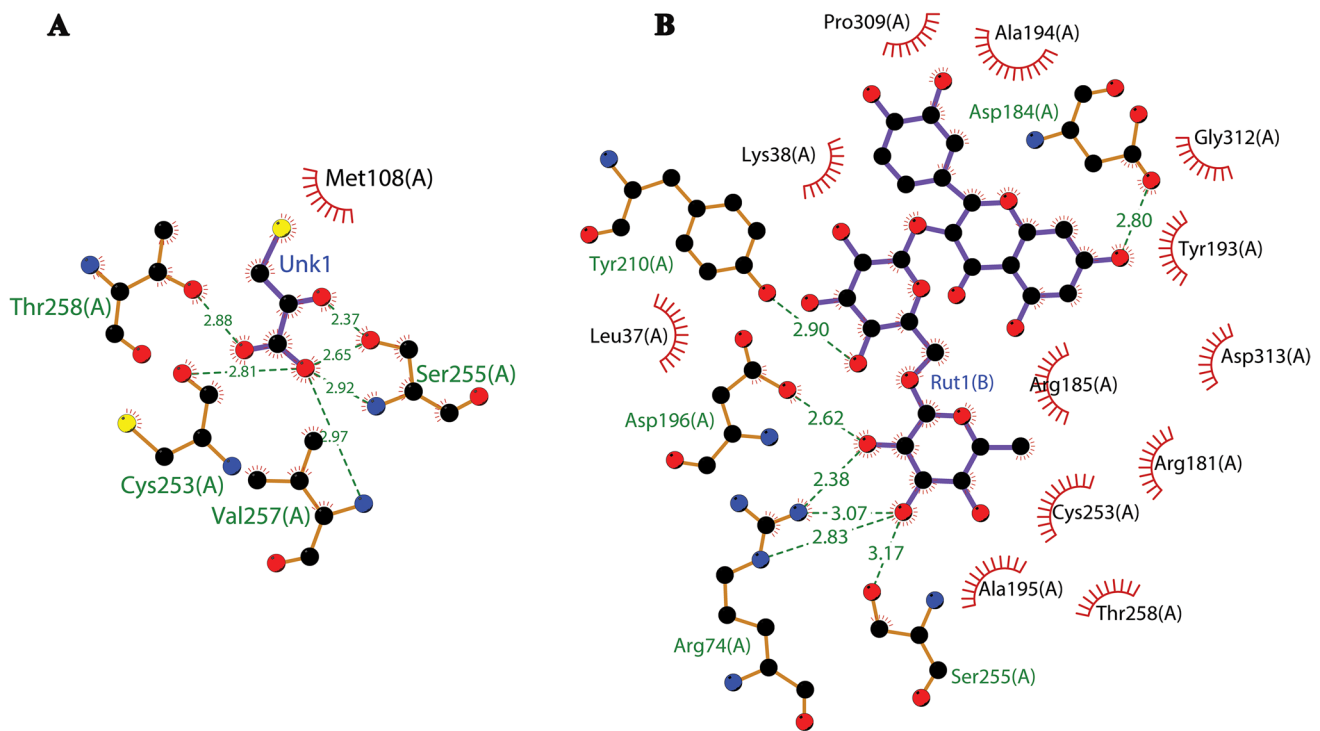 A
Met108(A)
Unk1
Thr258(A)
2.88
2.37
2.65
2.81
2.92
Ser255(A)
2.97
Cys253(A)
Val257(A)
B
Pro309(A)
Ala194(A)
Asp184(A)
Gly312(A)
Lys38(A)
2.80
Tyr193(A)
Tyr210(A)
2.90
Leu37(A)
Asp313(A)
Rut1(B)
Arg185(A)
Asp196(A)
2.62
Arg181(A)
2.38
3.07
Cys253(A)
2.83
3.17
Ala195(A)
Thr258(A)
Arg74(A)
Ser255(A)